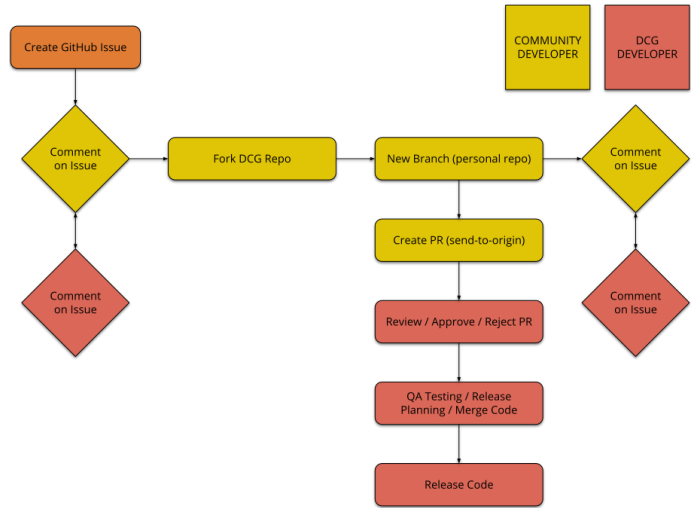 Create GitHub Issue
COMMUNITY
DEVELOPER
DCG
DEVELOPER
Comment
on Issue
Fork DCG Repo
New Branch (personal repo)
Comment
on Issue
Create PR (send-to-origin)
Comment
on Issue
Comment
on Issue
Review / Approve / Reject PR
QA Testing / Release
Planning / Merge Code
Release Code